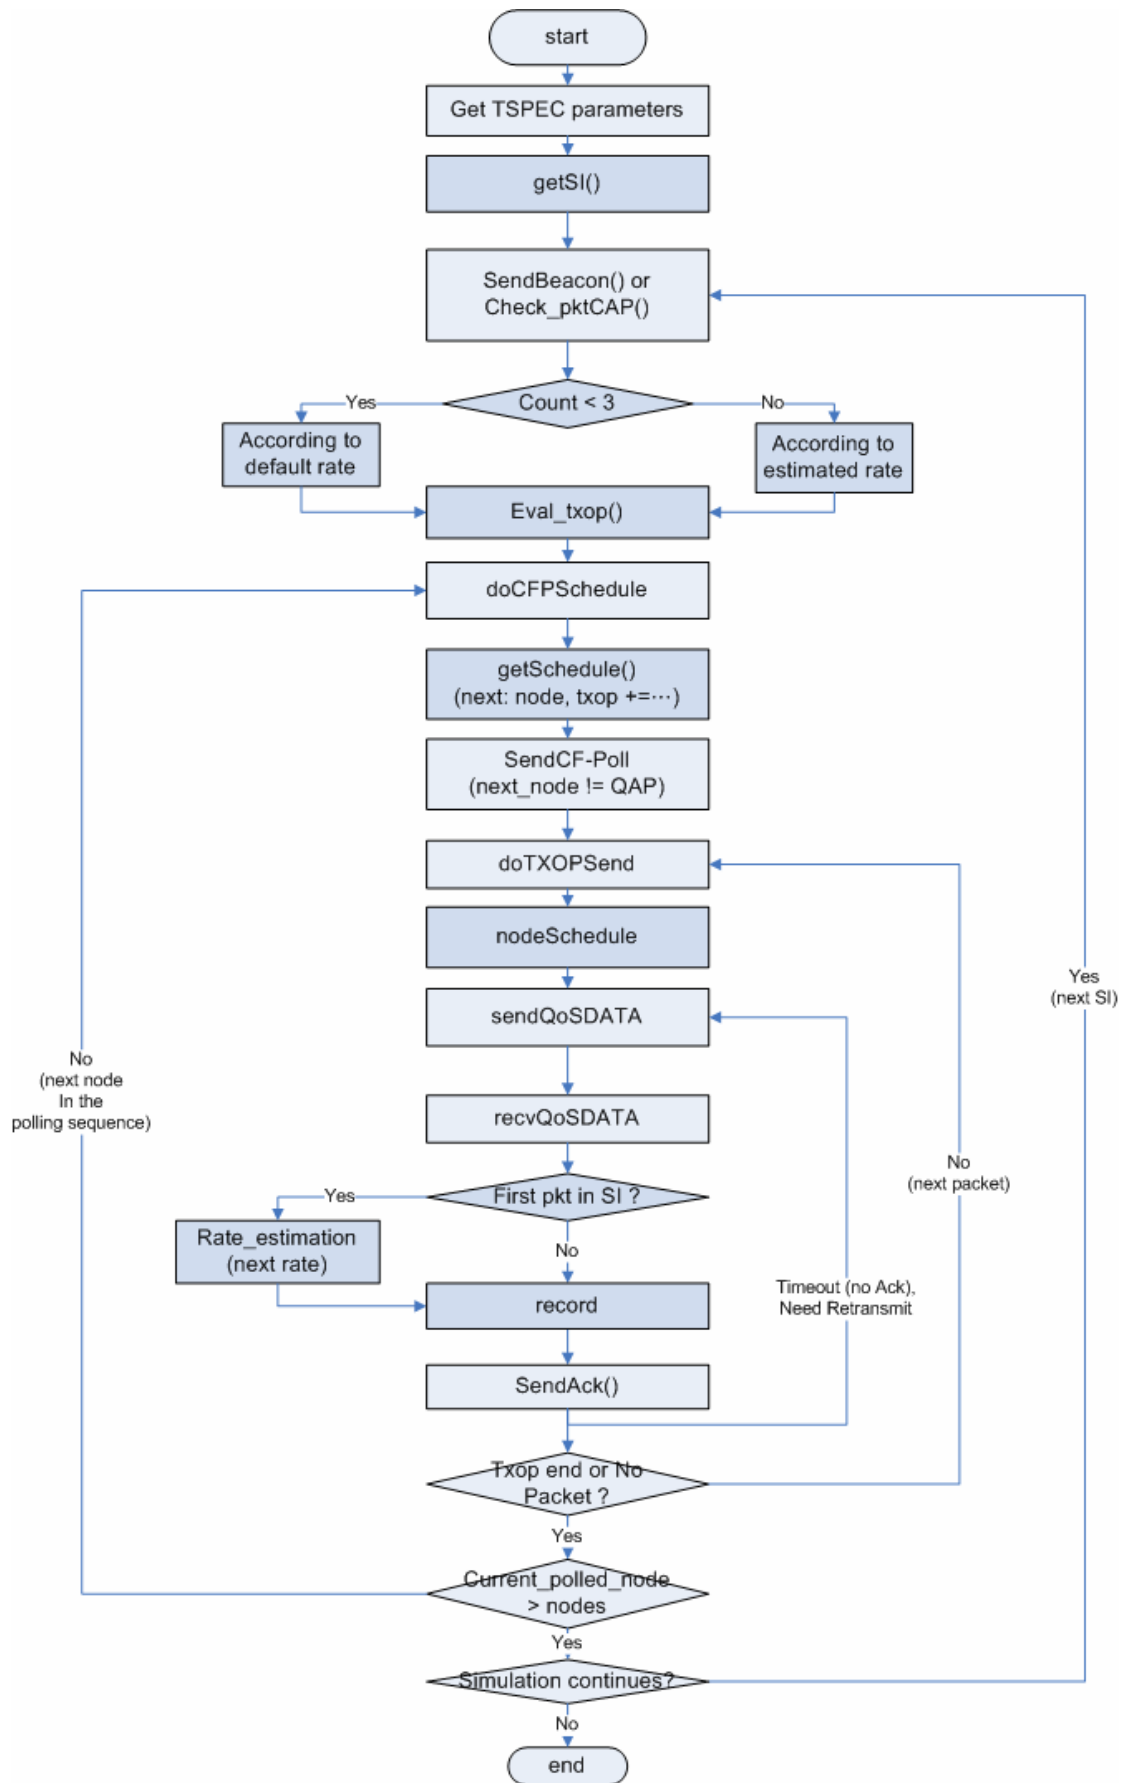 start
Get TSPEC parameters
getSI()
SendBeacon() or
Check_pktCAP()
Yes
Count < 3
No
According to
default rate
According to
estimated rate
Eval_txop()
doCFPSchedule
getSchedule()
(next: node, txop +=⋯)
SendCF-Poll
(next_node != QAP)
doTXOPSend
nodeSchedule
Yes
(next SI)
sendQoSDATA
No
(next node
In the
polling sequence)
recvQoSDATA
No
(next packet)
Yes
First pkt in SI ?
Rate_estimation
(next rate)
No
Timeout (no Ack),
Need Retransmit
record
SendAck()
Txop end or No
Packet ?
Yes
Current_polled_node
> nodes
Yes
Simulation continues?
No
end